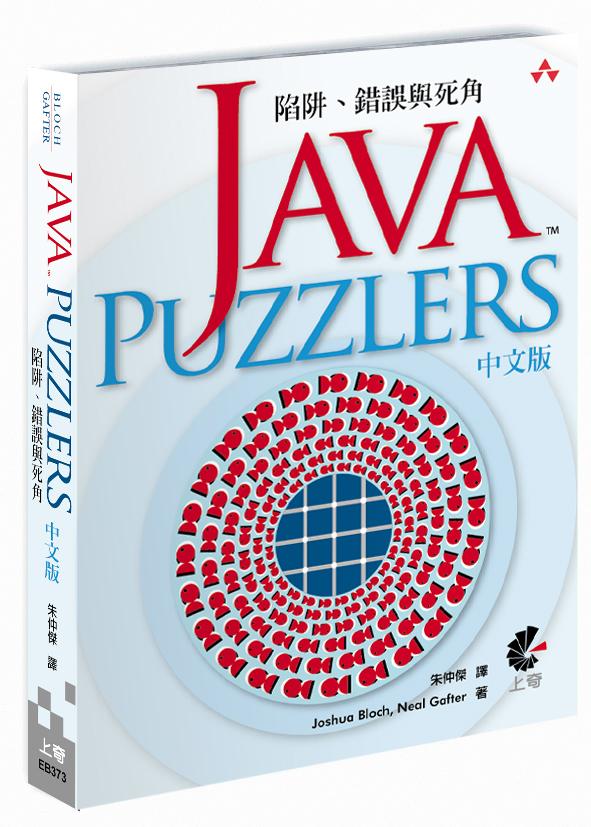 陷阱、錯誤與死角
JAVA™
PUZZLERS
中文版
朱仲傑 譯
Joshua Bloch, Neal Gafter 著
上奇
BLOCH
GAFTER
JAVA™ PUZZLERS
陷阱、錯誤與死角
中文版
朱仲傑 譯
上奇
EB373